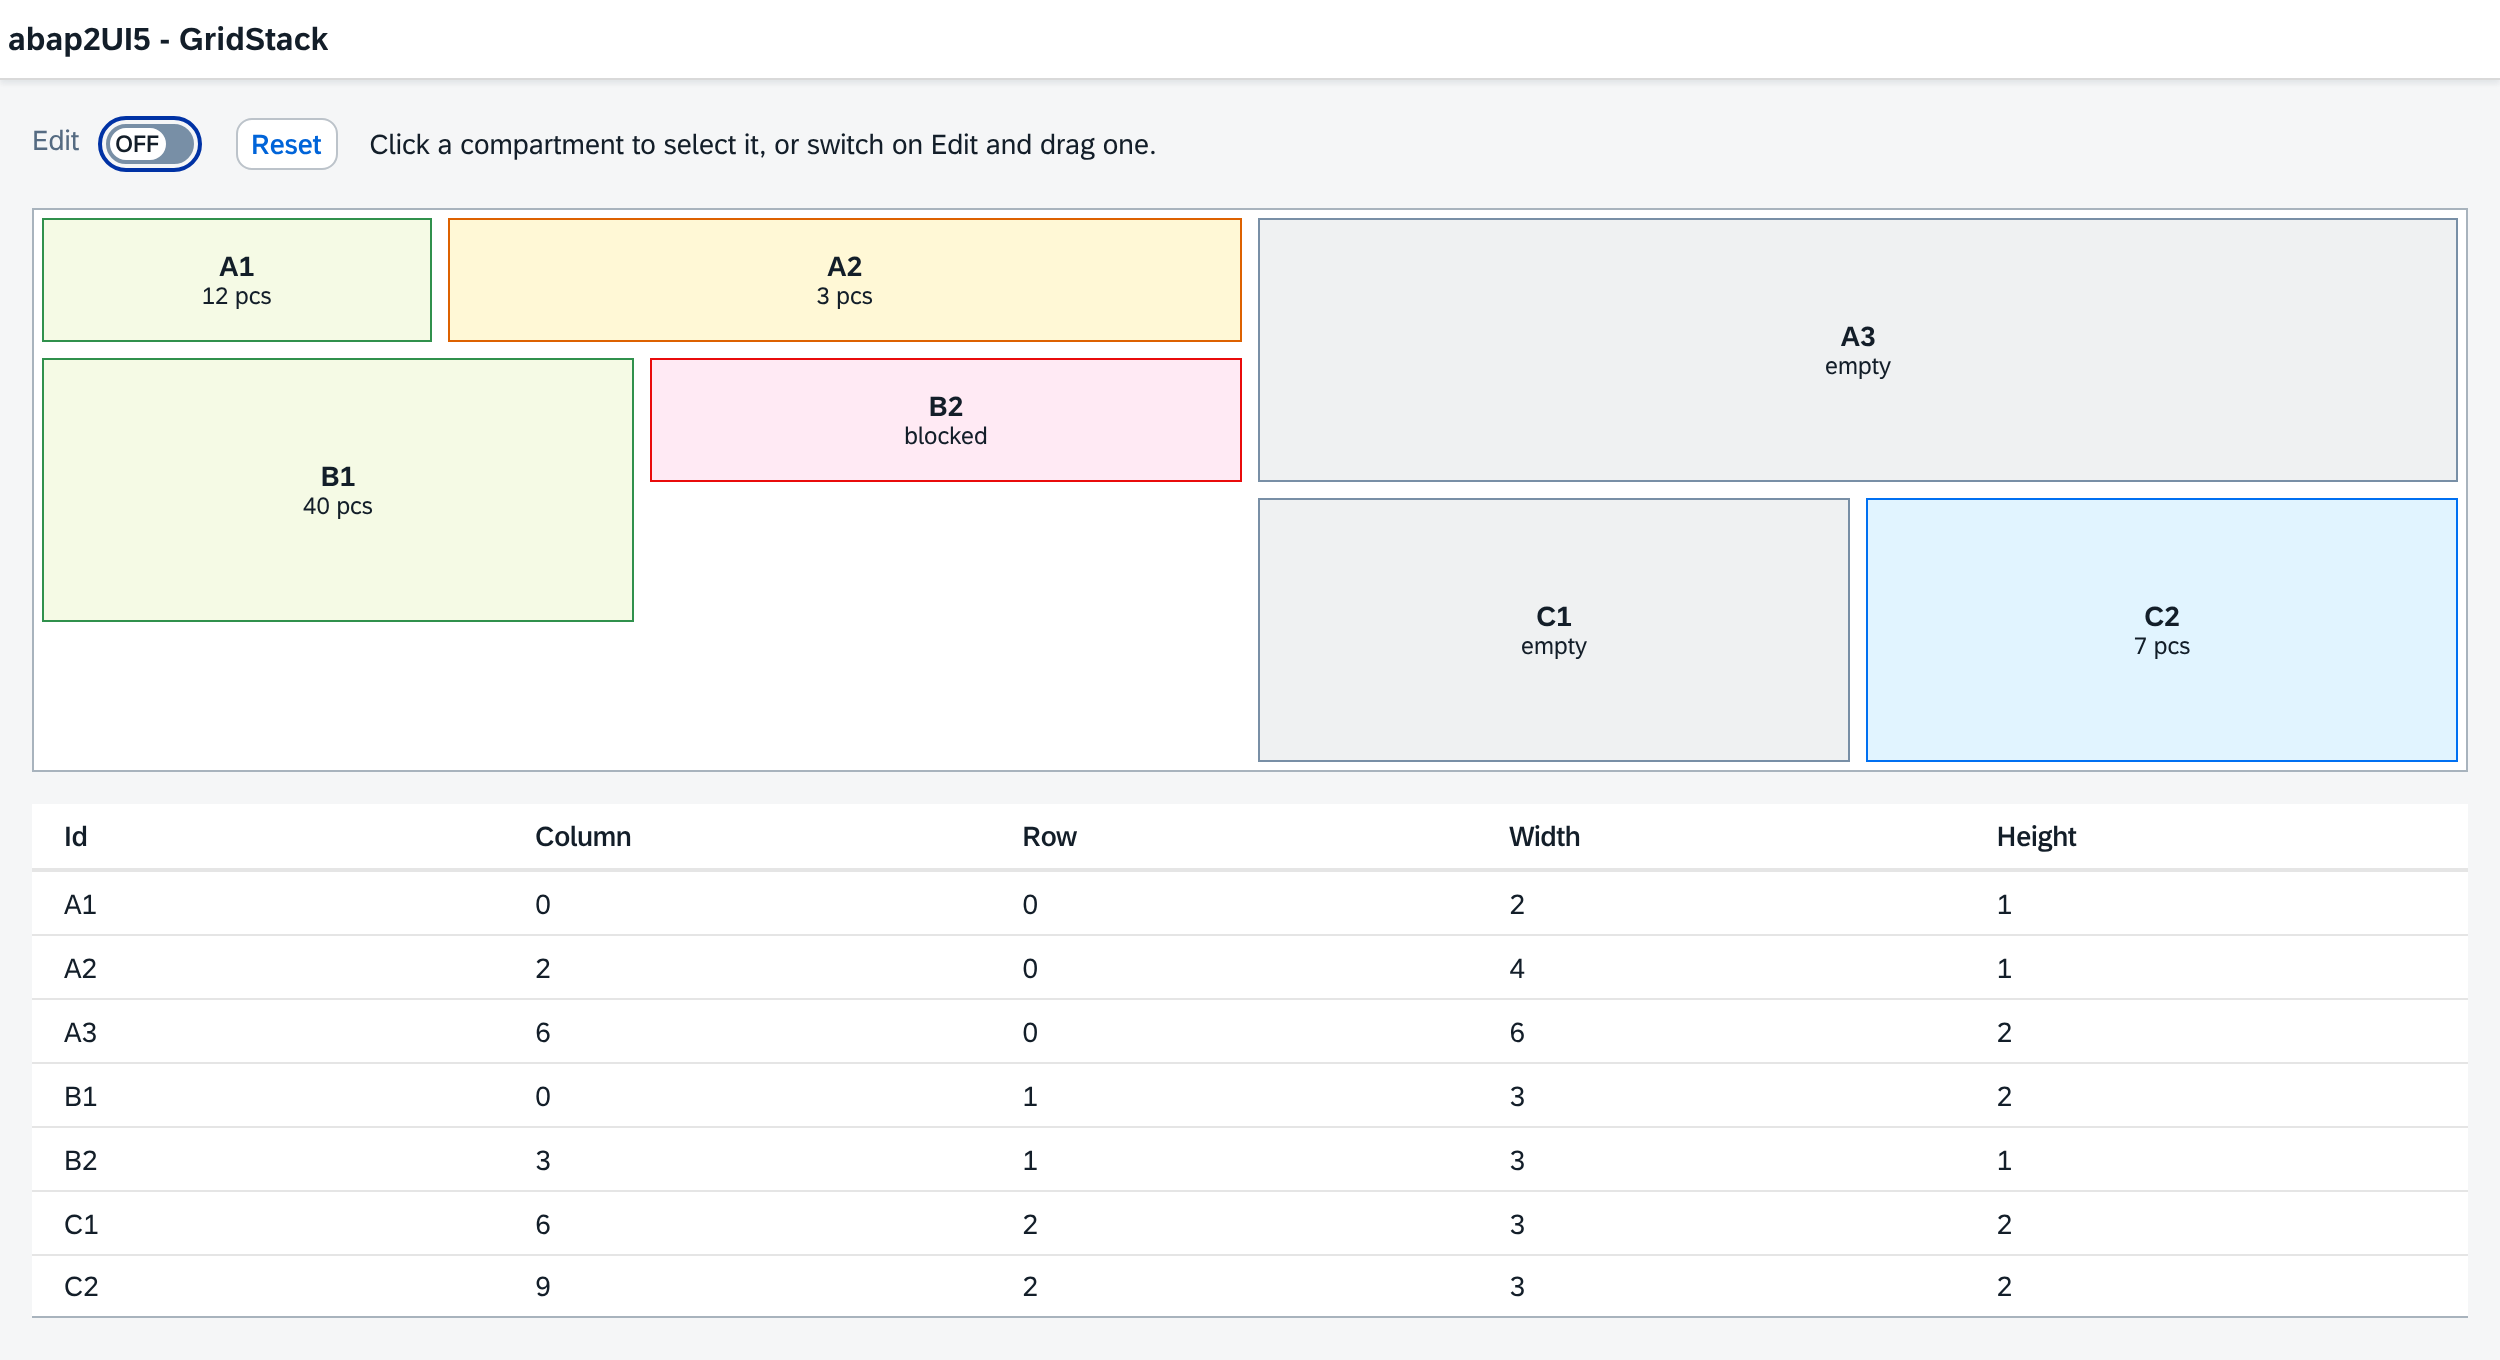 abap2UI5 - GridStack
Edit OFF Reset Click a compartment to select it, or switch on Edit and drag one.
A1
12 pcs
A2
3 pcs
A3
empty
B1
40 pcs
B2
blocked
C1
empty
C2
7 pcs
Id Column Row Width Height
A1 0 0 2 1
A2 2 0 4 1
A3 6 0 6 2
B1 0 1 3 2
B2 3 1 3 1
C1 6 2 3 2
C2 9 2 3 2